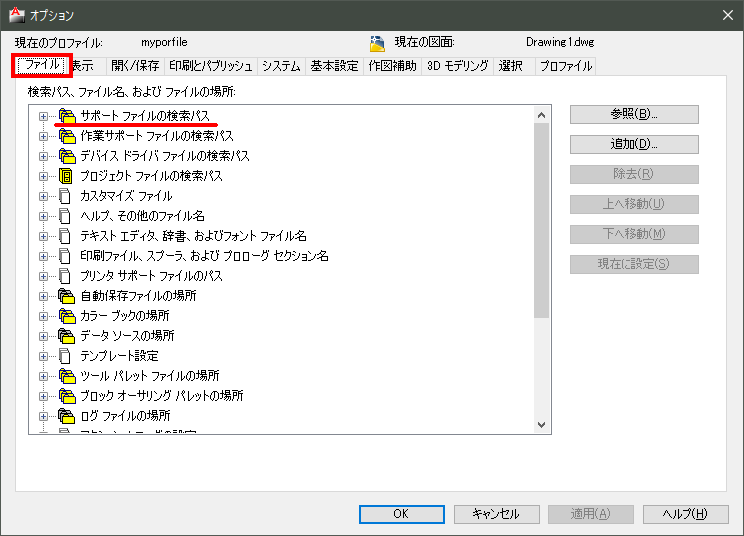 オプション
現在のプロファイル: myporfile 現在の図面: Drawing1.dwg
ファイル 表示 開く/保存 印刷とパブリッシュ システム 基本設定 作図補助 3D モデリング 選択 プロファイル
検索パス、ファイル名、および ファイルの場所:
サポート ファイルの検索パス
作業サポート ファイルの検索パス
デバイス ドライバ ファイルの検索パス
プロジェクト ファイルの検索パス
カスタマイズ ファイル
ヘルプ、その他のファイル名
テキスト エディタ、辞書、およびフォント ファイル名
印刷ファイル、スプーラ、および プロローグ セクション名
プリンタ サポート ファイルのパス
自動保存ファイルの場所
カラー ブックの場所
データ ソースの場所
テンプレート設定
ツール パレット ファイルの場所
ブロック オーサリング パレットの場所
ログ ファイルの場所
参照(B)...
追加(D)...
除去(R)
上へ移動(U)
下へ移動(M)
現在に設定(S)
OK キャンセル 適用(A) ヘルプ(H)